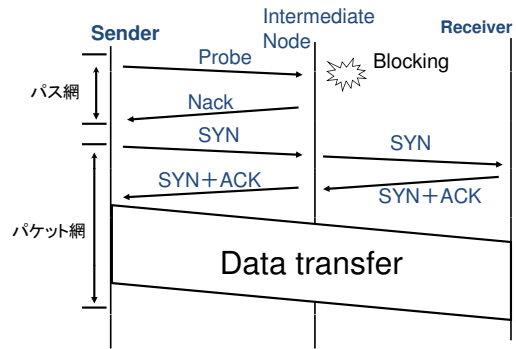 Sender
Intermediate
Node
Receiver
Probe
Blocking
パス網
Nack
SYN
SYN
SYN＋ACK
SYN＋ACK
パケット網
Data transfer